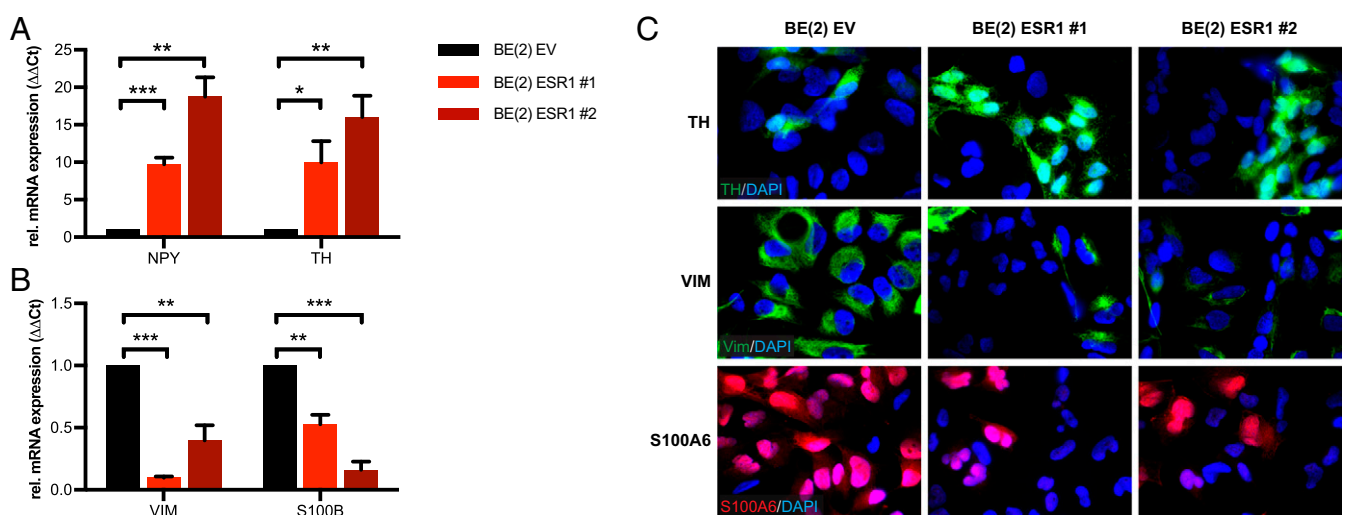 A
rel. mRNA expression (ΔΔCt)
25
20
15
10
5
0
**
***
**
*
NPY
TH
BE(2) EV
BE(2) ESR1 #1
BE(2) ESR1 #2
B
rel. mRNA expression (ΔΔCt)
1.5
1.0
0.5
0.0
**
***
***
**
VIM
S100B
C
BE(2) EV
BE(2) ESR1 #1
BE(2) ESR1 #2
TH
TH/DAPI
VIM
Vim/DAPI
S100A6
S100A6/DAPI